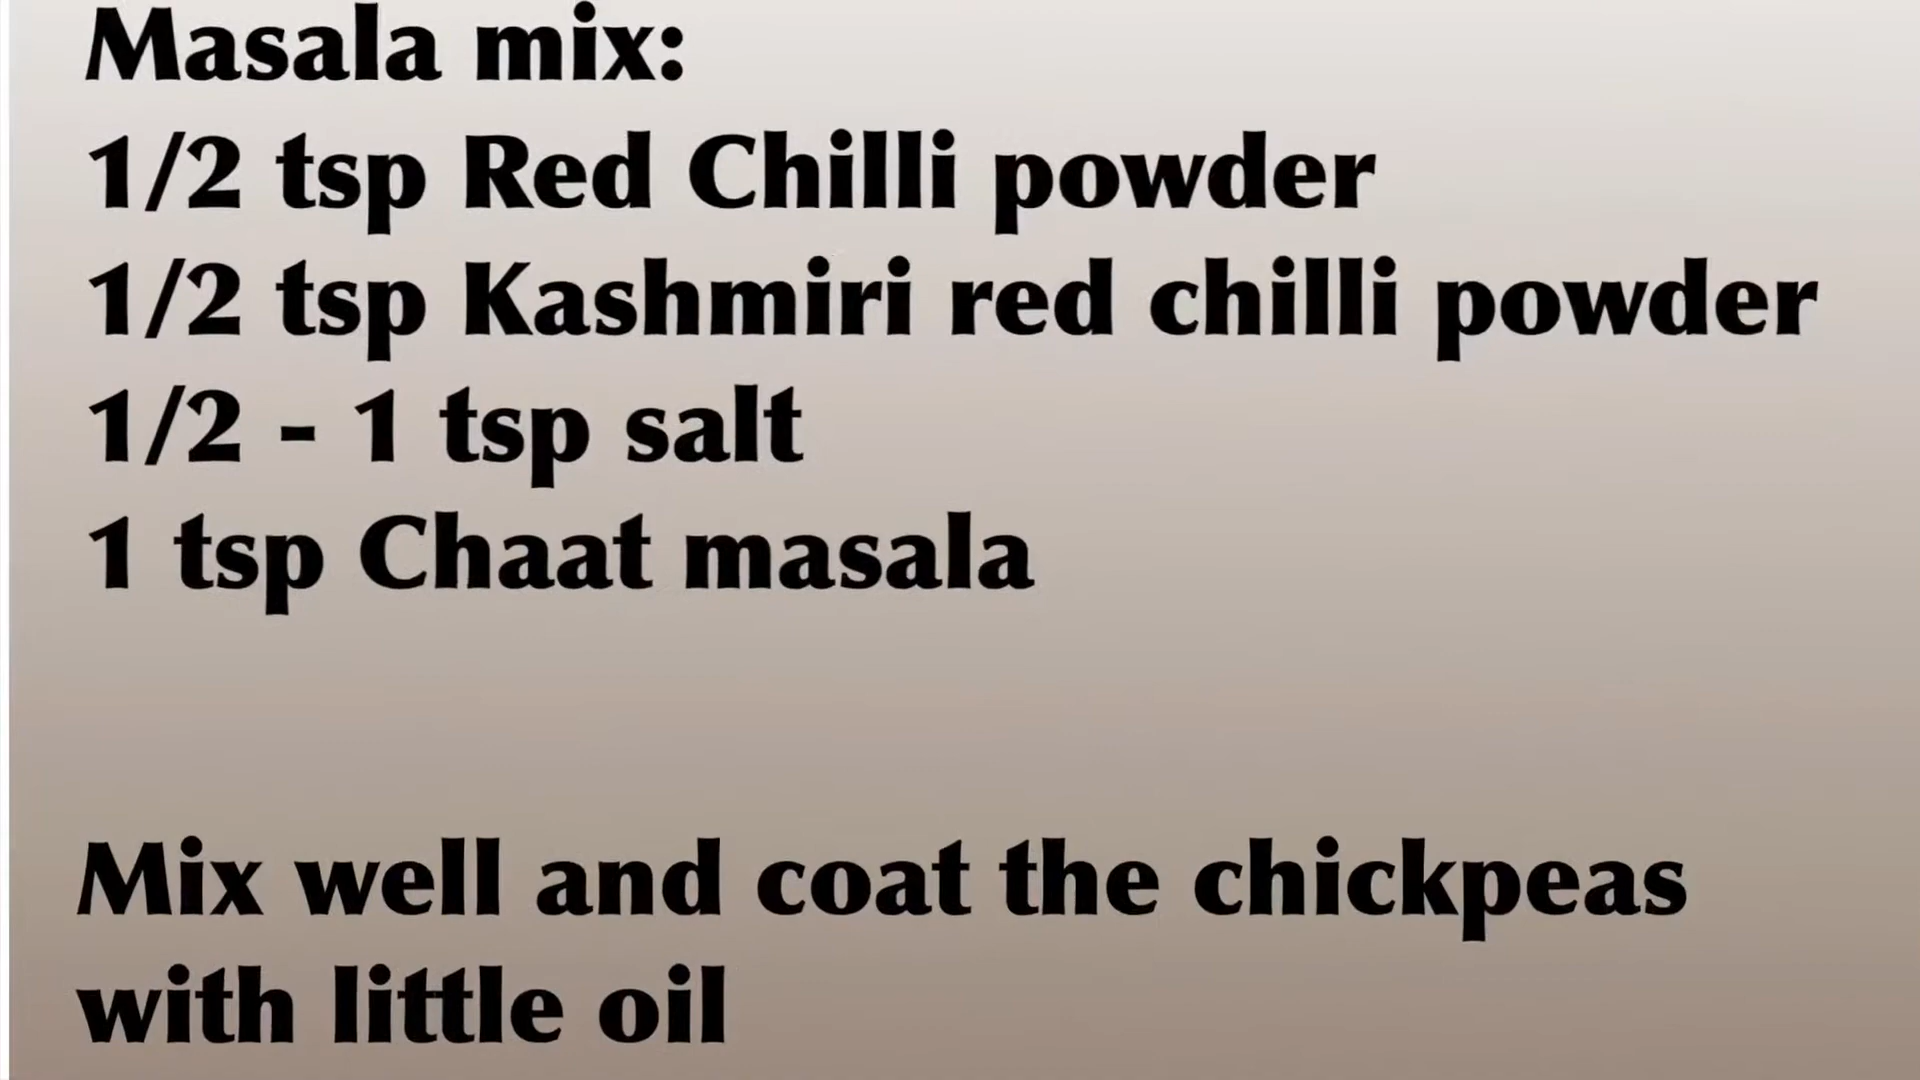 Masala mix:
1/2 tsp Red Chilli powder
1/2 tsp Kashmiri red chilli powder
1/2 - 1 tsp salt
1 tsp Chaat masala
Mix well and coat the chickpeas
with little oil